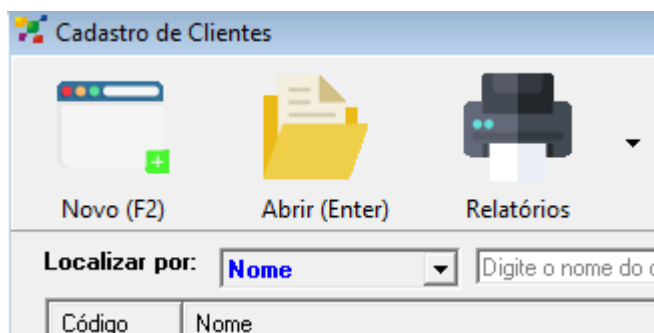 Cadastro de Clientes
Novo (F2) Abrir (Enter) Relatórios
Localizar por: Nome Digite o nome do
Código Nome